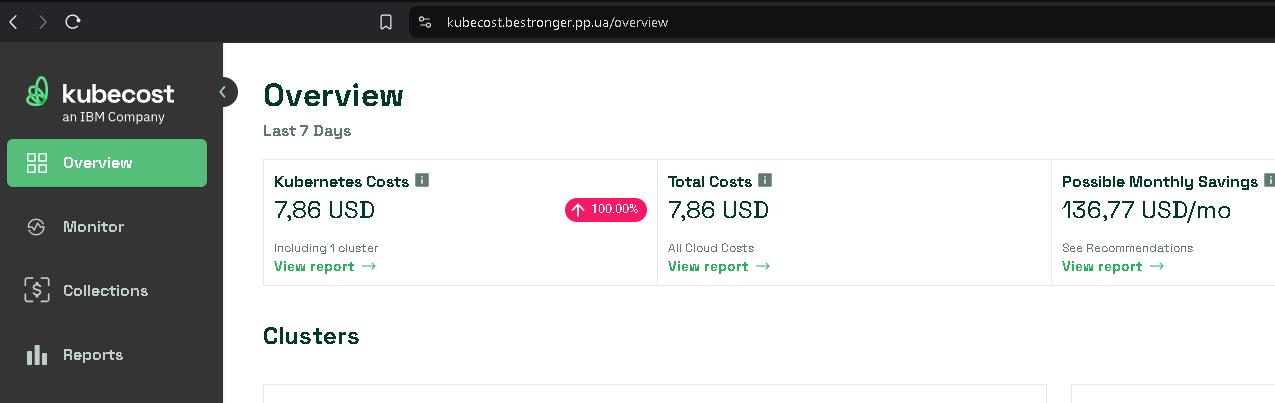 kubecost.bestronger.pp.ua/overview
kubecost
an IBM Company
Overview
Monitor
Collections
Reports
Overview
Last 7 Days
Kubernetes Costs
7,86 USD
100.00%
Including 1 cluster
View report →
Total Costs
7,86 USD
All Cloud Costs
View report →
Possible Monthly Savings
136,77 USD/mo
See Recommendations
View report →
Clusters